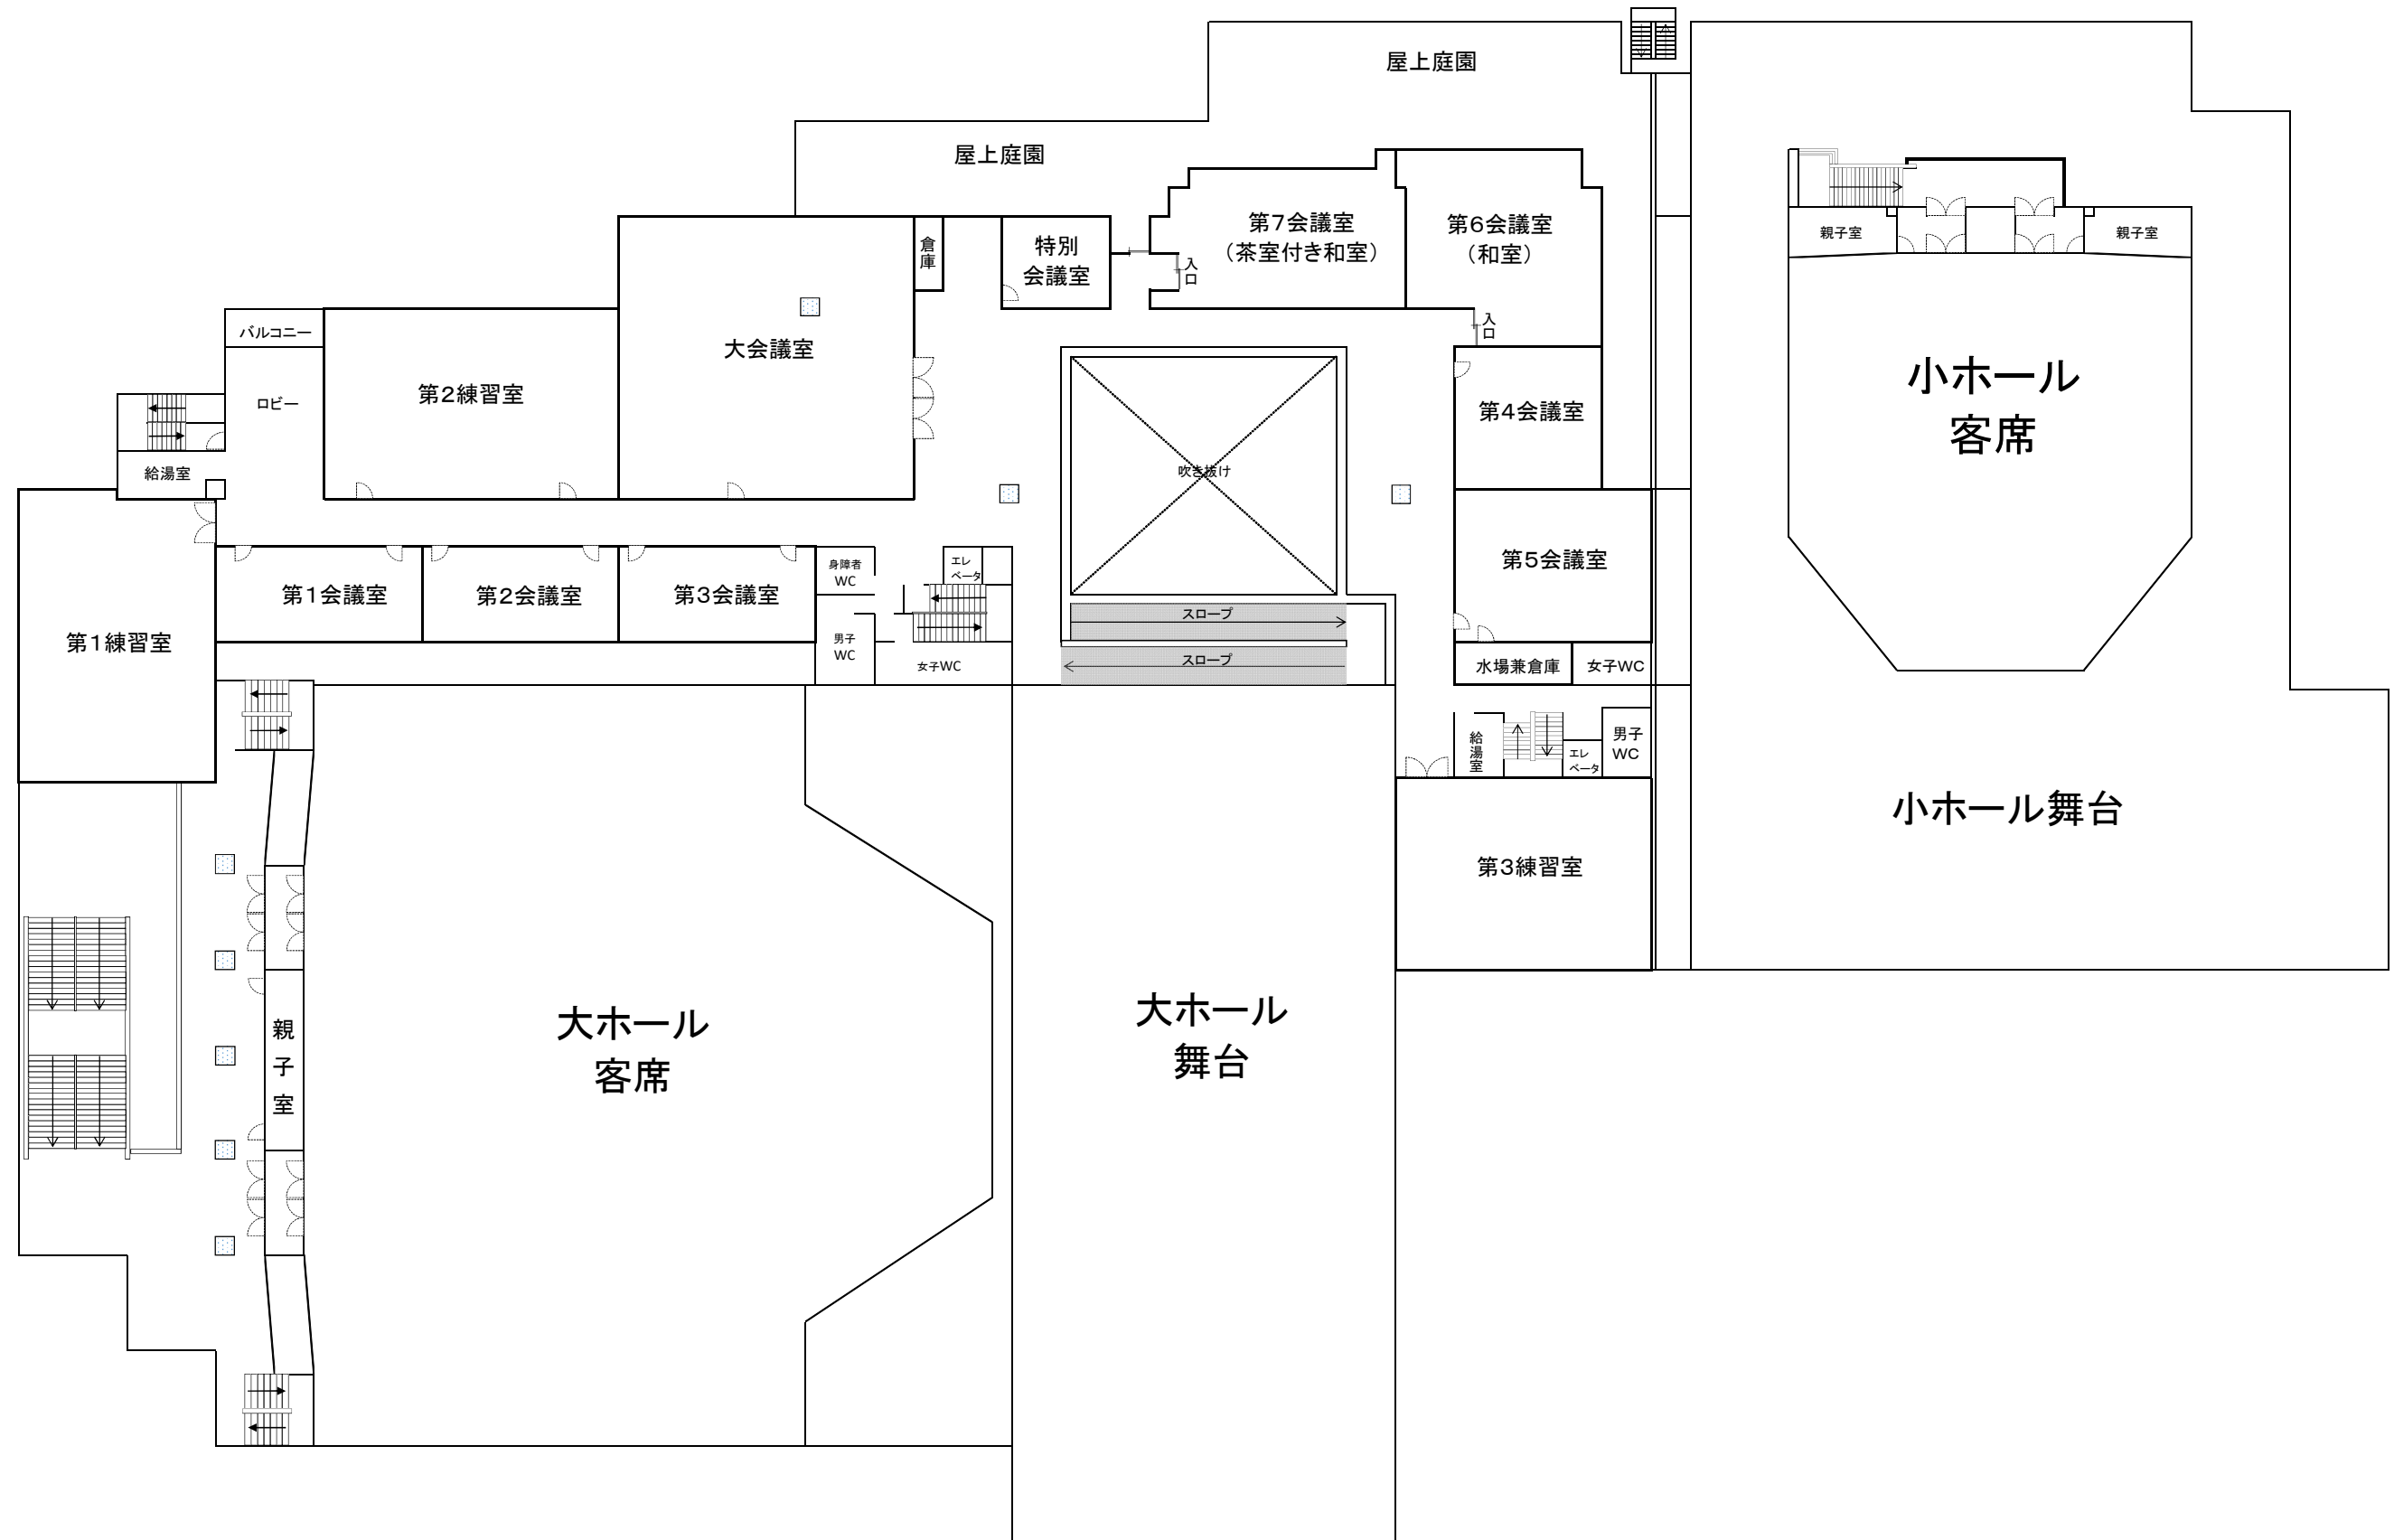 屋上庭園
屋上庭園
第7会議室
（茶室付き和室）
第6会議室
（和室）
倉
庫
特別
会議室
入
口
親子室
親子室
バルコニー
大会議室
入
口
第2練習室
ロビー
小ホール
客席
第4会議室
給湯室
吹き抜け
第5会議室
身障者
WC
エレ
ベータ
第1会議室
第2会議室
第3会議室
スロープ
第1練習室
男子
WC
女子WC
スロープ
水場兼倉庫
女子WC
給
湯
室
エレ
ベータ
男子
WC
小ホール舞台
第3練習室
親
子
室
大ホール
客席
大ホール
舞台